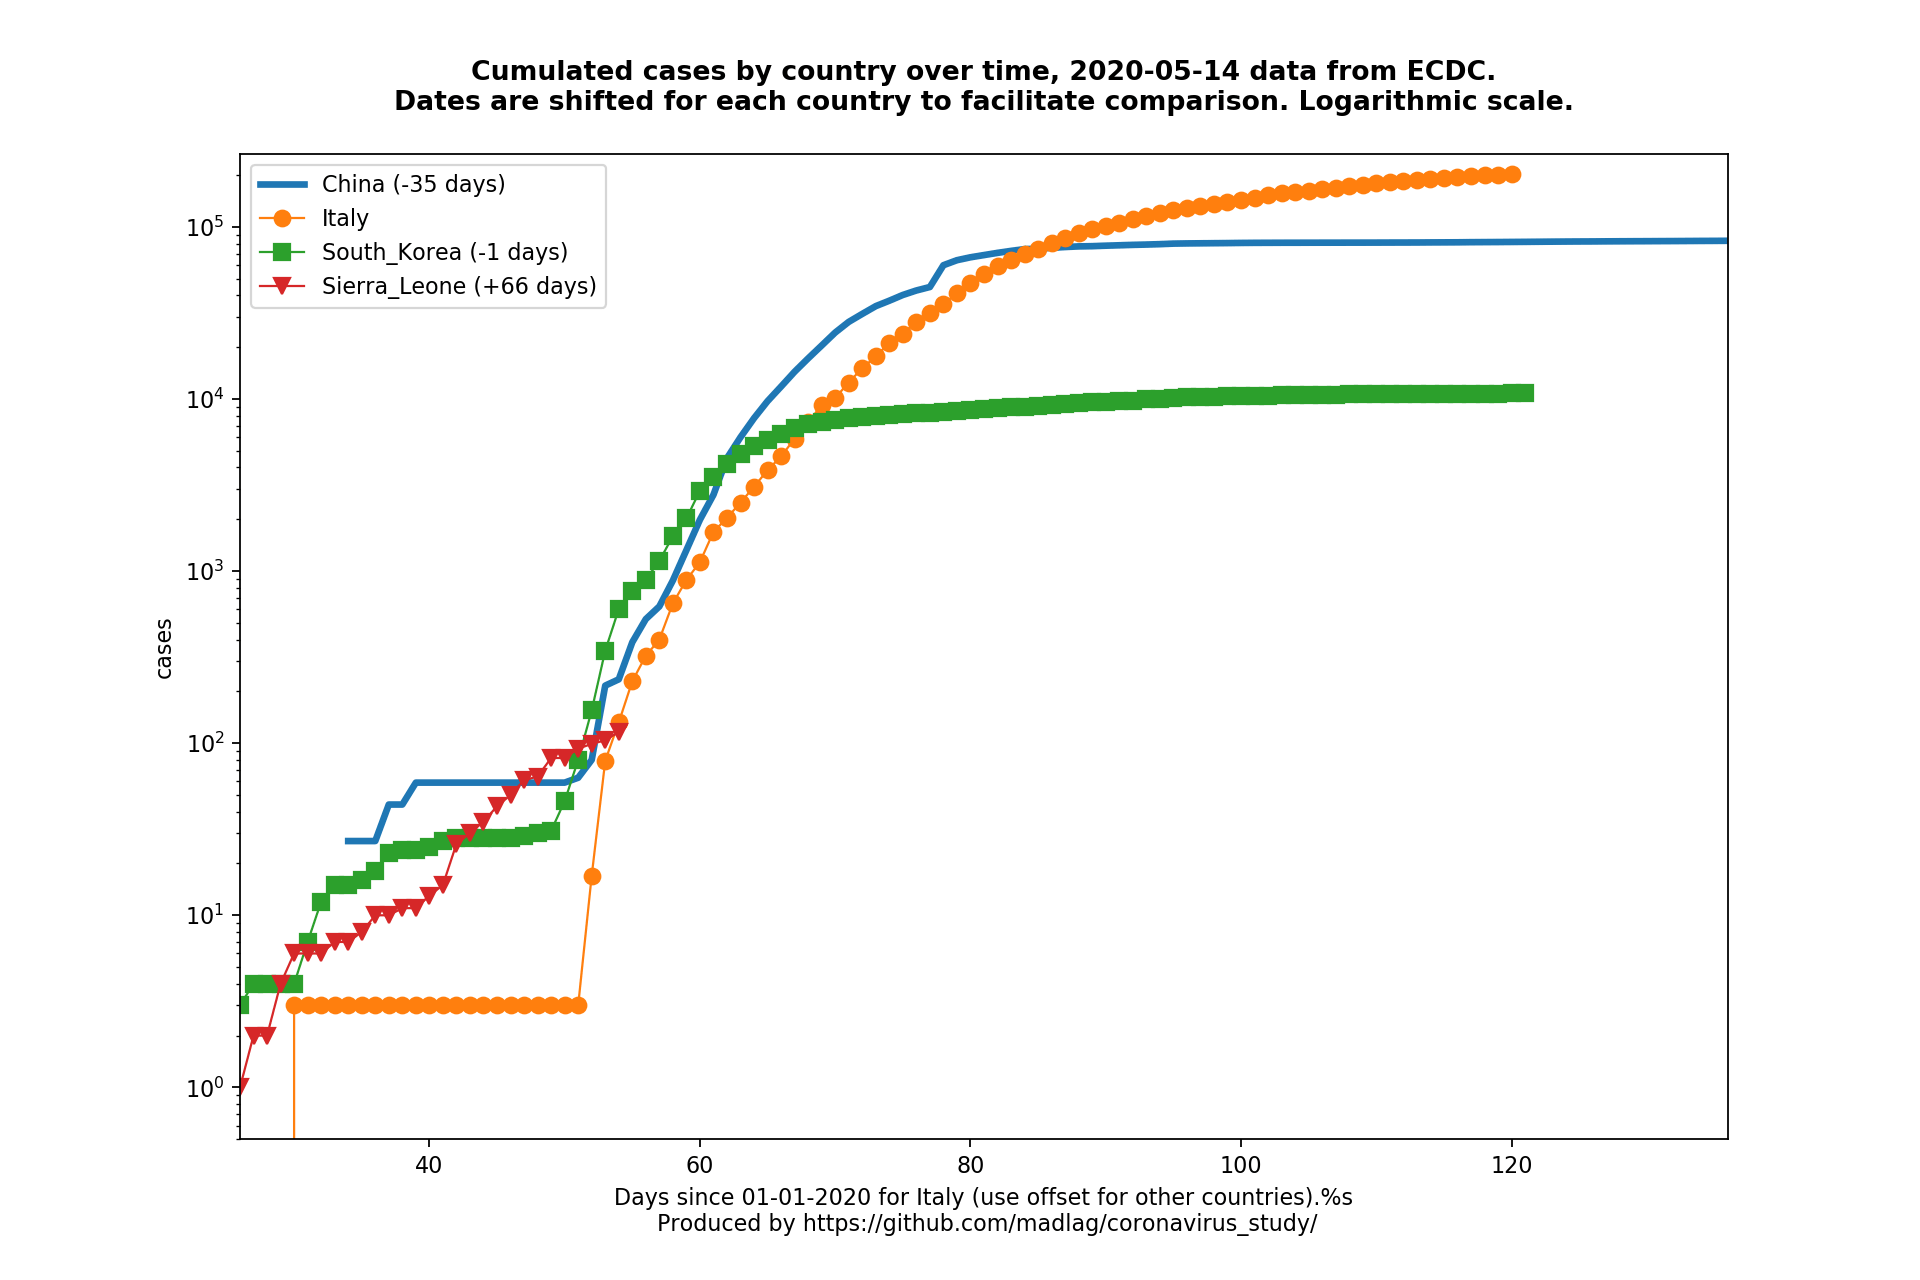 Cumulated cases by country over time, 2020-05-14 data from ECDC.
Dates are shifted for each country to facilitate comparison. Logarithmic scale.
China (-35 days)
Italy
South_Korea (-1 days)
Sierra_Leone (+66 days)
10⁵
10⁴
10³
10²
10¹
10⁰
cases
40 60 80 100 120
Days since 01-01-2020 for Italy (use offset for other countries).%s
Produced by https://github.com/madlag/coronavirus_study/